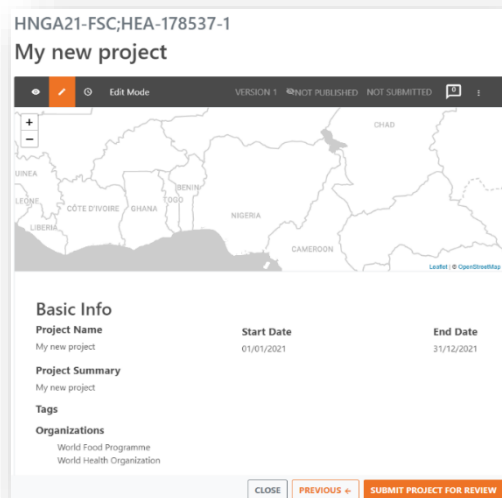 HNGA21-FSC;HEA-178537-1
My new project
Edit Mode VERSION 1 NOT PUBLISHED NOT SUBMITTED 0
+
−
CHAD
UINEA
BENIN
LEONE CÔTE D'IVOIRE GHANA TOGO
NIGERIA
LIBERIA
CAMEROON
Leaflet | © OpenStreetMap
Basic Info
Project Name Start Date End Date
My new project 01/01/2021 31/12/2021
Project Summary
My new project
Tags
Organizations
World Food Programme
World Health Organization
CLOSE PREVIOUS ← SUBMIT PROJECT FOR REVIEW